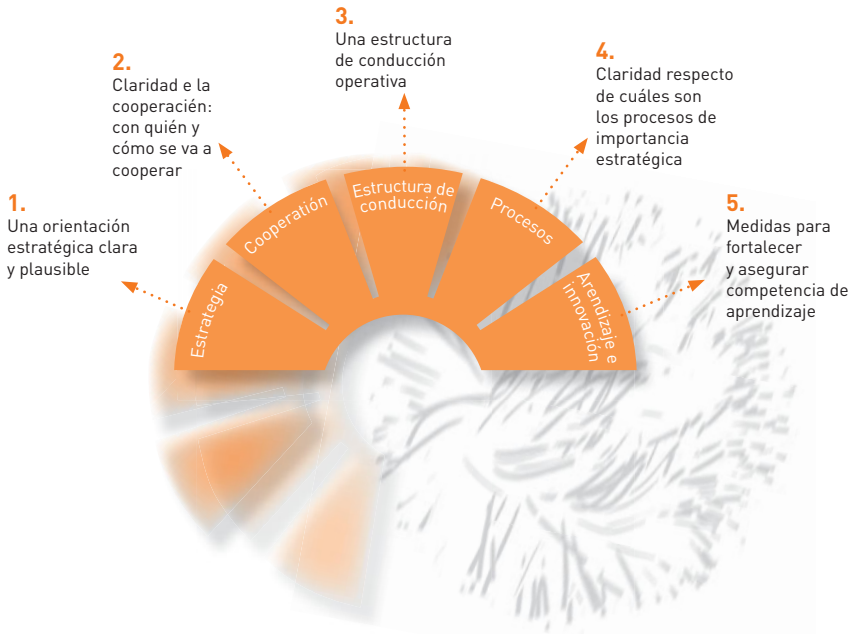 1.
Una orientación
estratégica clara
y plausible
2.
Claridad e la
cooperacién:
con quién y
cómo se va a
cooperar
3.
Una estructura
de conducción
operativa
4.
Claridad respecto
de cuáles son
los procesos de
importancia
estratégica
5.
Medidas para
fortalecer
y asegurar
competencia de
aprendizaje
Estrategia
Cooperatión
Estructura de
conducción
Procesos
Arendizaje e
innovación